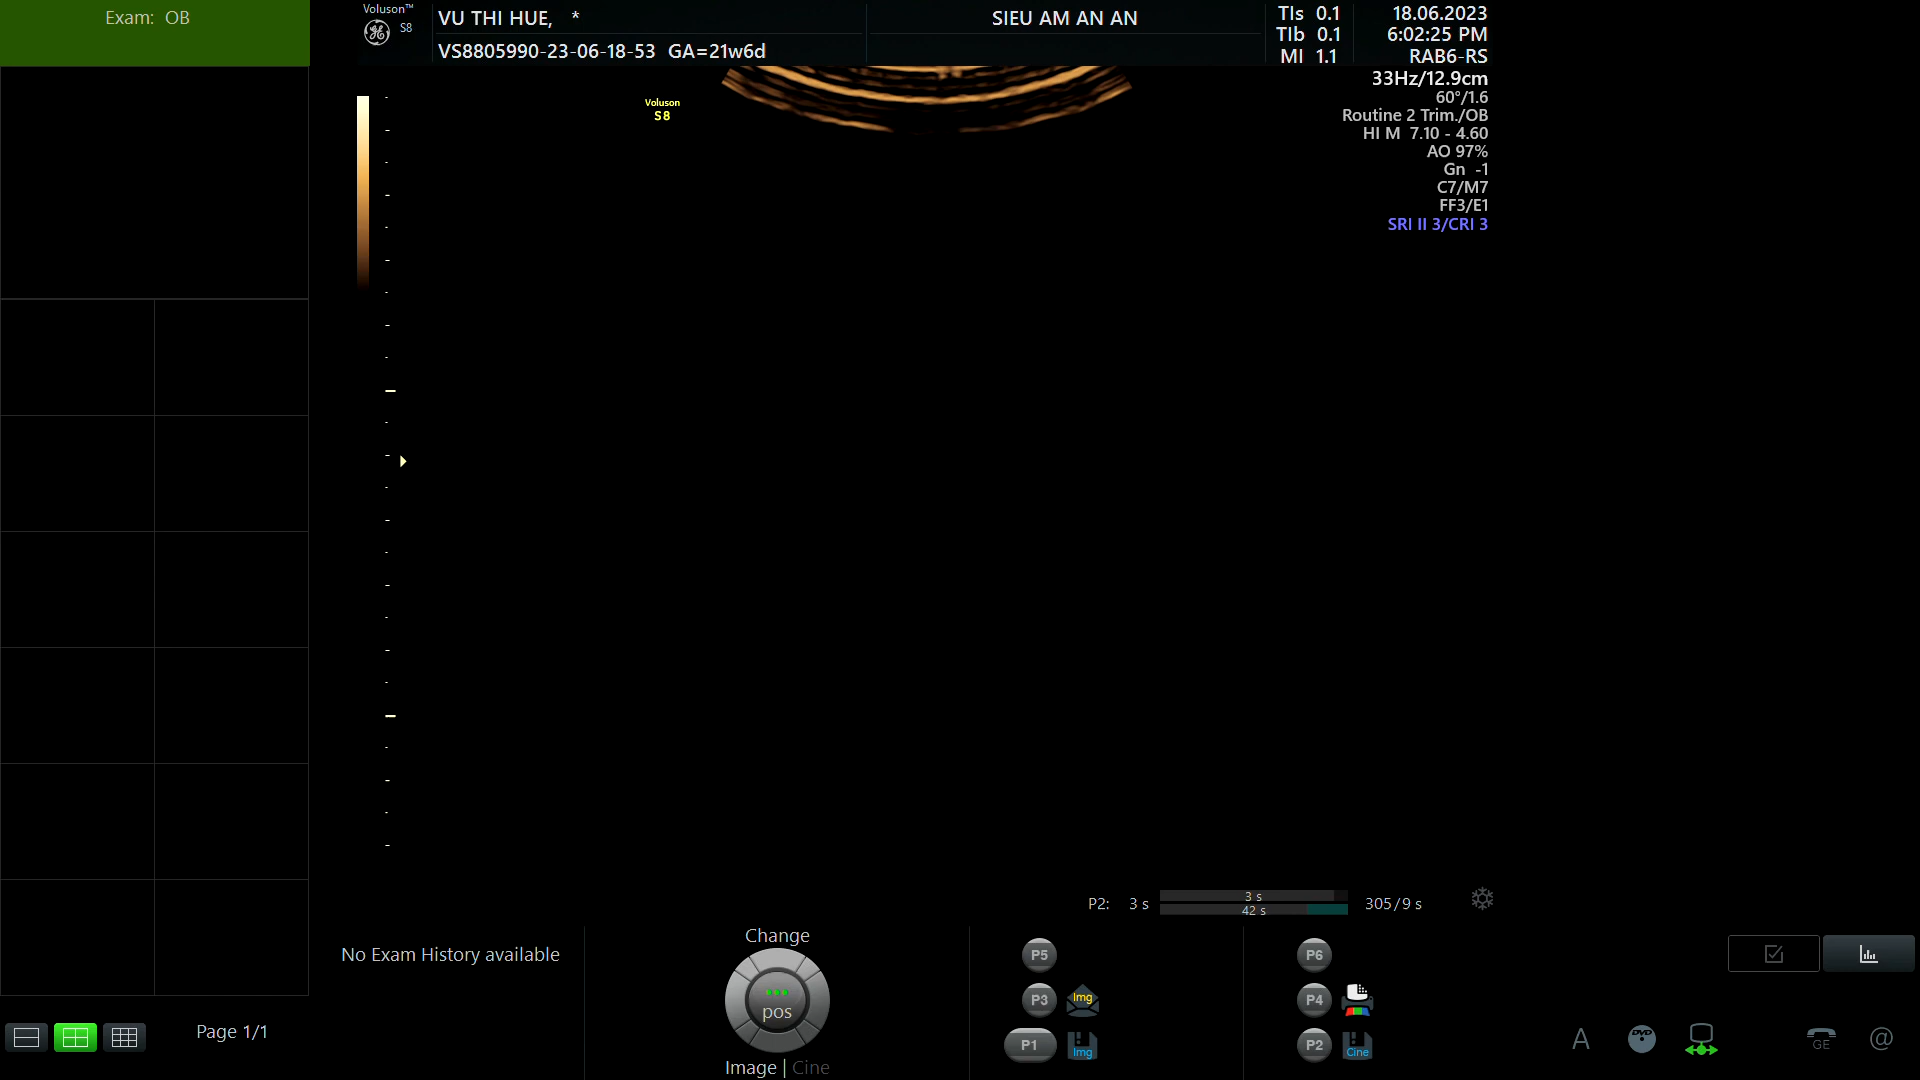 Exam: OB
Voluson™
S8
VU THI HUE, *
VS8805990-23-06-18-53 GA=21w6d
SIEU AM AN AN
TIs 0.1
TIb 0.1
MI 1.1
18.06.2023
6:02:25 PM
RAB6-RS
33Hz/12.9cm
60°/1.6
Routine 2 Trim./OB
HI M 7.10 - 4.60
AO 97%
Gn -1
C7/M7
FF3/E1
SRI II 3/CRI 3
Voluson
S8
P2: 3 s
3 s
42 s
305/9 s
No Exam History available
Change
pos
Image | Cine
P5
P3
Img
P1
Img
P6
P4
P2
Cine
Page 1/1
A
DVD
GE
@